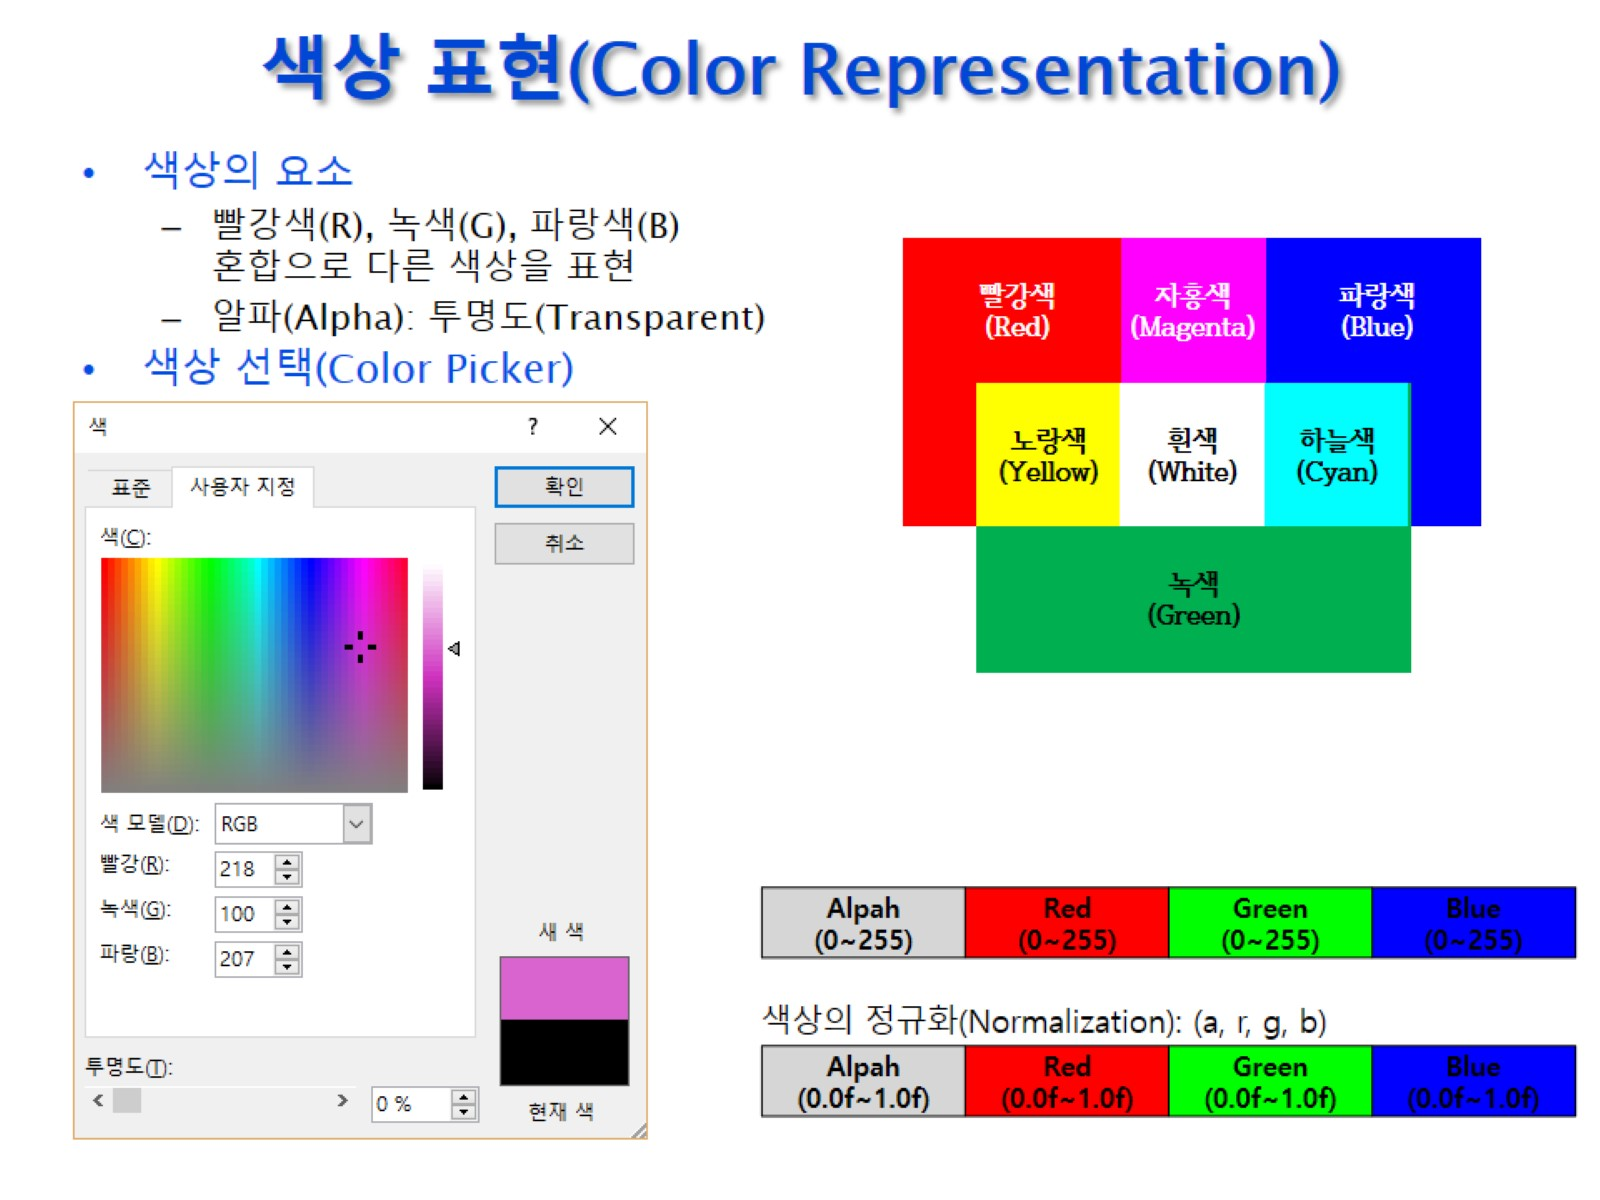 색상 표현(Color Representation)
• 색상의 요소
– 빨강색(R), 녹색(G), 파랑색(B)
혼합으로 다른 색상을 표현
– 알파(Alpha): 투명도(Transparent)
• 색상 선택(Color Picker)
색
?
표준
사용자 지정
확인
취소
색(C):
색 모델(D):
RGB
빨강(R):
218
녹색(G):
100
파랑(B):
207
새 색
현재 색
투명도(T):
0 %
빨강색
(Red)
자홍색
(Magenta)
파랑색
(Blue)
노랑색
(Yellow)
흰색
(White)
하늘색
(Cyan)
녹색
(Green)
Alpah
(0~255)
Red
(0~255)
Green
(0~255)
Blue
(0~255)
색상의 정규화(Normalization): (a, r, g, b)
Alpah
(0.0f~1.0f)
Red
(0.0f~1.0f)
Green
(0.0f~1.0f)
Blue
(0.0f~1.0f)